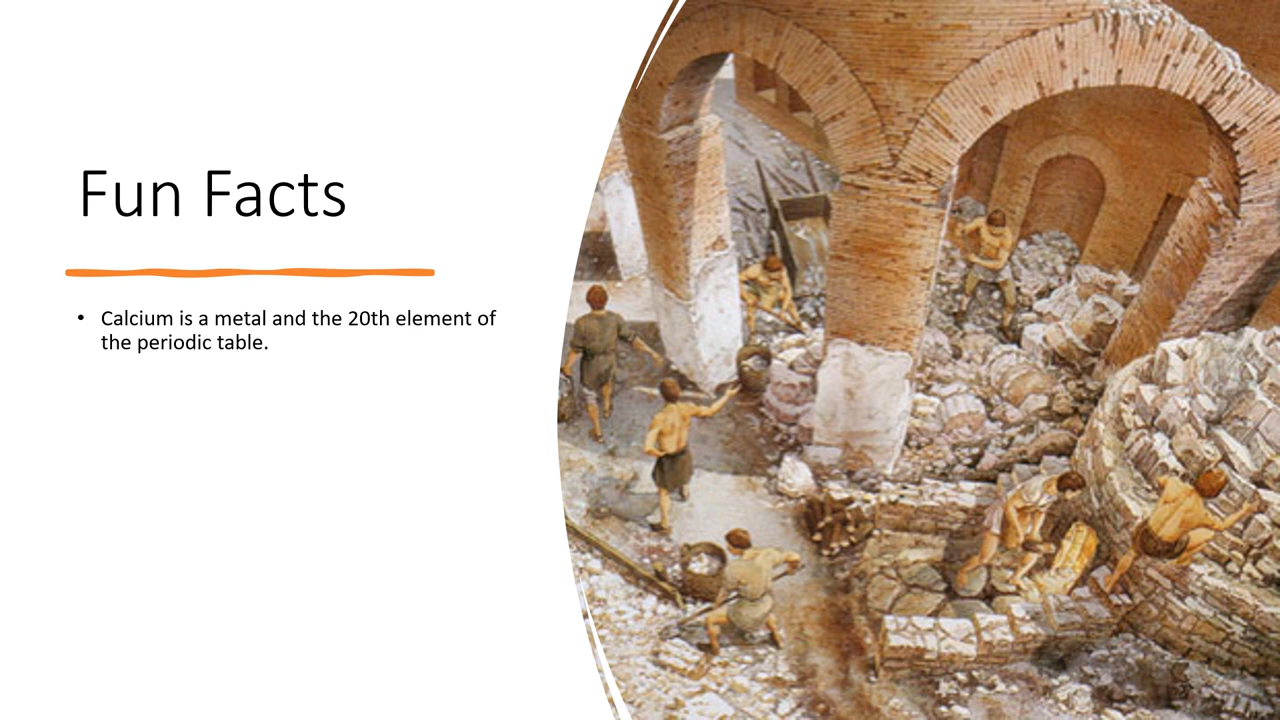 Fun Facts
• Calcium is a metal and the 20th element of
the periodic table.